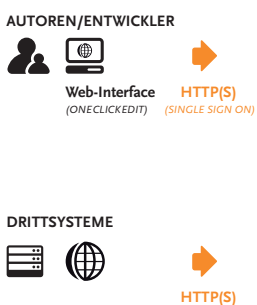 AUTOREN/ENTWICKLER
Web-Interface HTTP(S)
(ONECLICKEDIT) (SINGLE SIGN ON)
DRITTSYSTEME
HTTP(S)